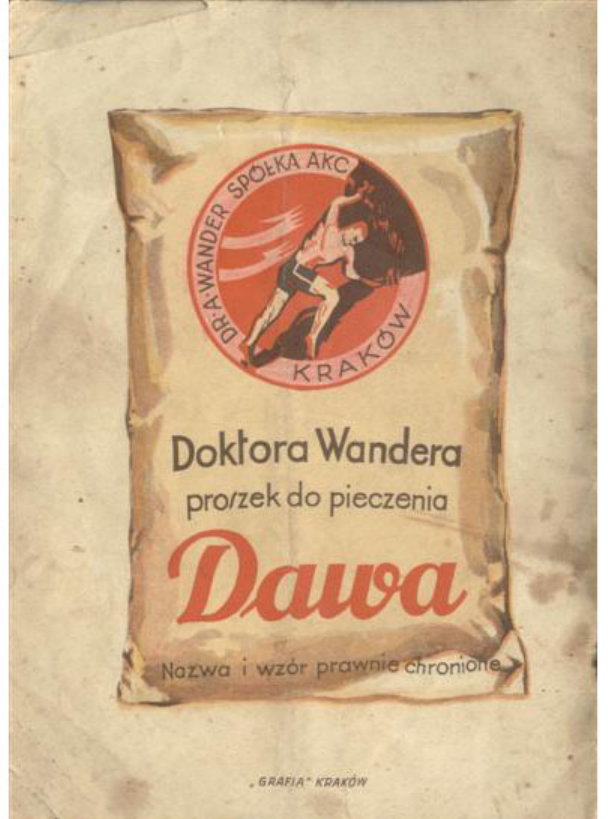 DR·A·WANDER SPÓŁKA AKC
KRAKÓW
Doktora Wandera
proszek do pieczenia
Dawa
Nazwa i wzór prawnie chronione
„GRAFIA" KRAKÓW